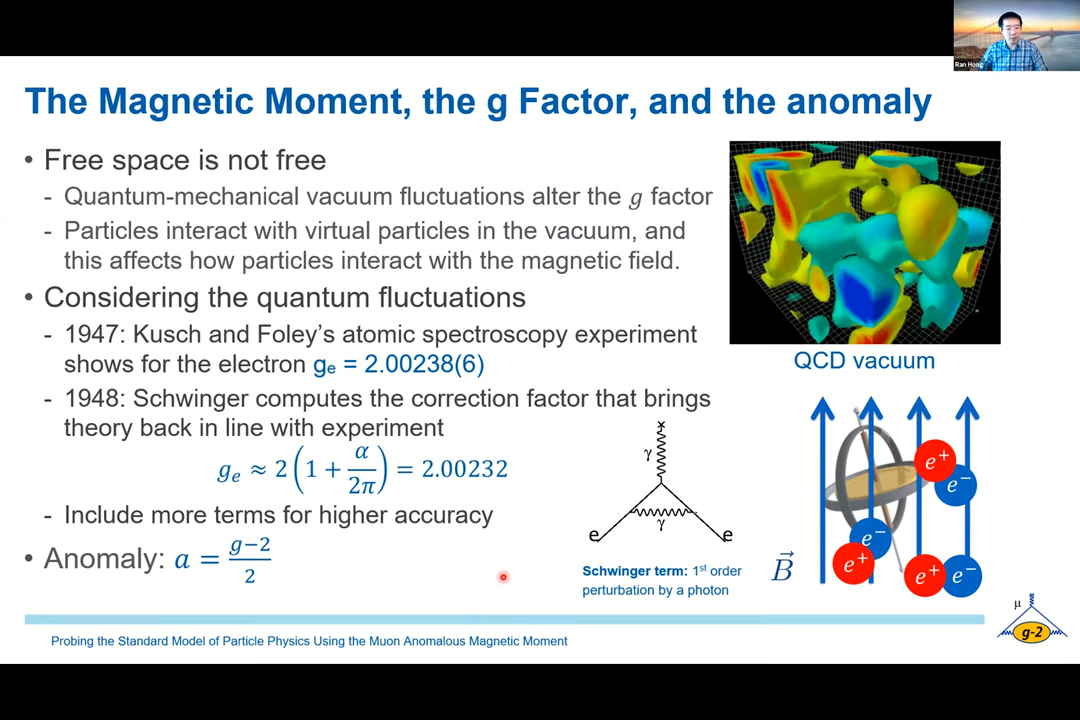 Ran Hong
The Magnetic Moment, the g Factor, and the anomaly
• Free space is not free
- Quantum-mechanical vacuum fluctuations alter the g factor
- Particles interact with virtual particles in the vacuum, and
this affects how particles interact with the magnetic field.
• Considering the quantum fluctuations
- 1947: Kusch and Foley's atomic spectroscopy experiment
shows for the electron gₑ = 2.00238(6)
- 1948: Schwinger computes the correction factor that brings
theory back in line with experiment
gₑ ≈ 2(1 + α/2π) = 2.00232
- Include more terms for higher accuracy
• Anomaly: a = g−2/2
QCD vacuum
γ
γ
e
e
Schwinger term: 1st order
perturbation by a photon
B⃗
e⁺
e⁻
e⁻
e⁺
e⁺
e⁻
μ
g-2
Probing the Standard Model of Particle Physics Using the Muon Anomalous Magnetic Moment